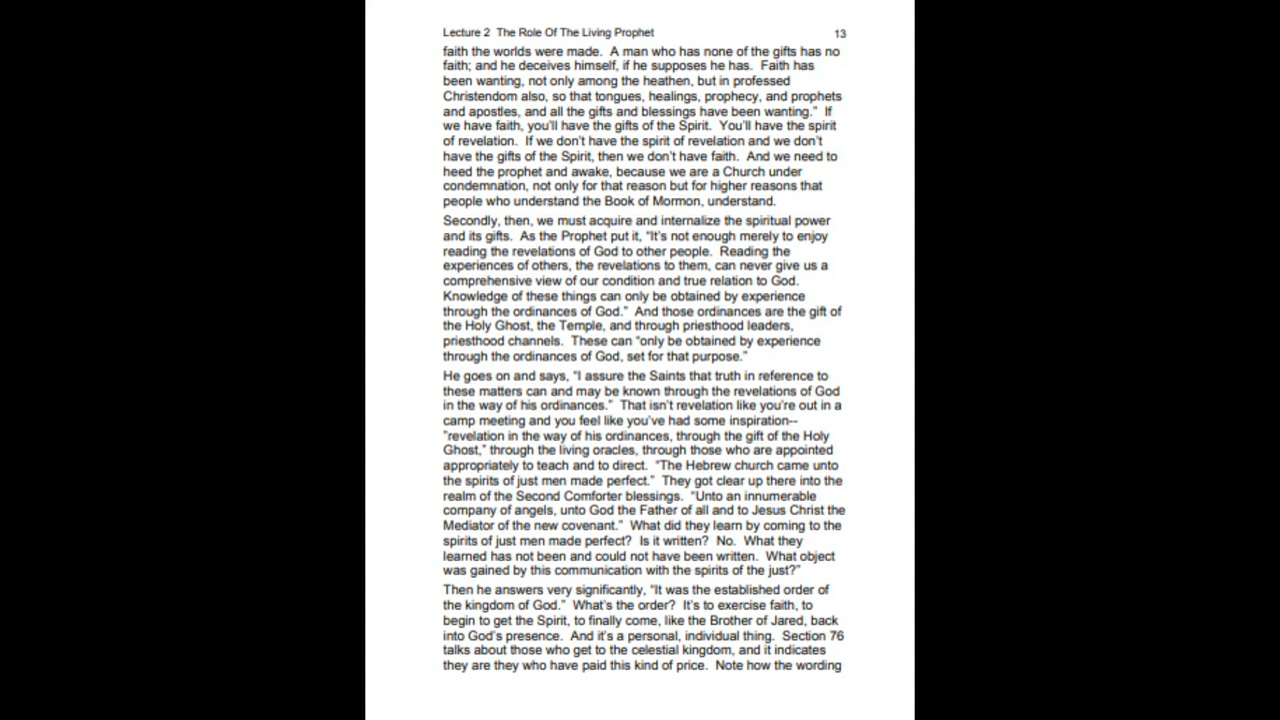 Lecture 2 The Role Of The Living Prophet 13
faith the worlds were made. A man who has none of the gifts has no
faith; and he deceives himself, if he supposes he has. Faith has
been wanting, not only among the heathen, but in professed
Christendom also, so that tongues, healings, prophecy, and prophets
and apostles, and all the gifts and blessings have been wanting." If
we have faith, you'll have the gifts of the Spirit. You'll have the spirit
of revelation. If we don't have the spirit of revelation and we don't
have the gifts of the Spirit, then we don't have faith. And we need to
heed the prophet and awake, because we are a Church under
condemnation, not only for that reason but for higher reasons that
people who understand the Book of Mormon, understand.
Secondly, then, we must acquire and internalize the spiritual power
and its gifts. As the Prophet put it, "It's not enough merely to enjoy
reading the revelations of God to other people. Reading the
experiences of others, the revelations to them, can never give us a
comprehensive view of our condition and true relation to God.
Knowledge of these things can only be obtained by experience
through the ordinances of God." And those ordinances are the gift of
the Holy Ghost, the Temple, and through priesthood leaders,
priesthood channels. These can "only be obtained by experience
through the ordinances of God, set for that purpose."
He goes on and says, "I assure the Saints that truth in reference to
these matters can and may be known through the revelations of God
in the way of his ordinances." That isn't revelation like you're out in a
camp meeting and you feel like you've had some inspiration--
"revelation in the way of his ordinances, through the gift of the Holy
Ghost," through the living oracles, through those who are appointed
appropriately to teach and to direct. "The Hebrew church came unto
the spirits of just men made perfect." They got clear up there into the
realm of the Second Comforter blessings. "Unto an innumerable
company of angels, unto God the Father of all and to Jesus Christ the
Mediator of the new covenant." What did they learn by coming to the
spirits of just men made perfect? Is it written? No. What they
learned has not been and could not have been written. What object
was gained by this communication with the spirits of the just?"
Then he answers very significantly, "It was the established order of
the kingdom of God." What's the order? It's to exercise faith, to
begin to get the Spirit, to finally come, like the Brother of Jared, back
into God's presence. And it's a personal, individual thing. Section 76
talks about those who get to the celestial kingdom, and it indicates
they are they who have paid this kind of price. Note how the wording